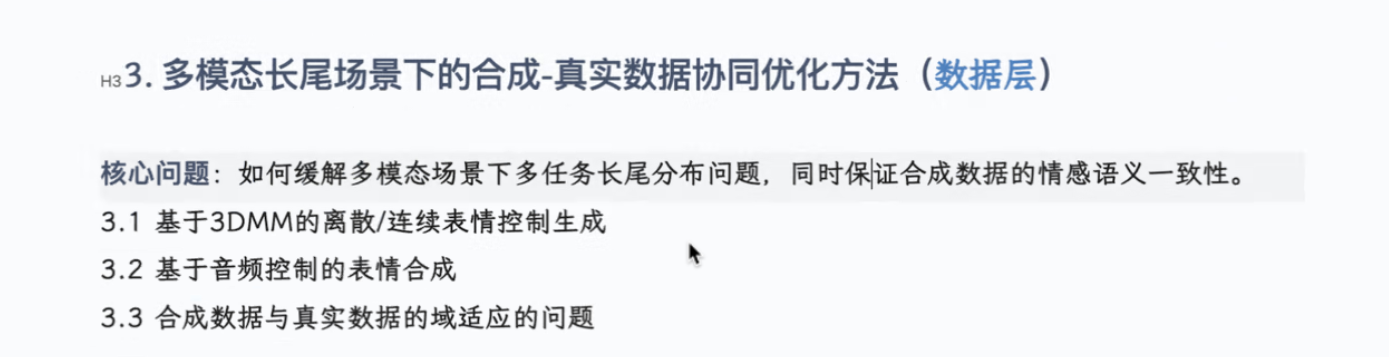 H3 3. 多模态长尾场景下的合成-真实数据协同优化方法（数据层）
核心问题：如何缓解多模态场景下多任务长尾分布问题，同时保证合成数据的情感语义一致性。
3.1 基于3DMM的离散/连续表情控制生成
3.2 基于音频控制的表情合成
3.3 合成数据与真实数据的域适应的问题